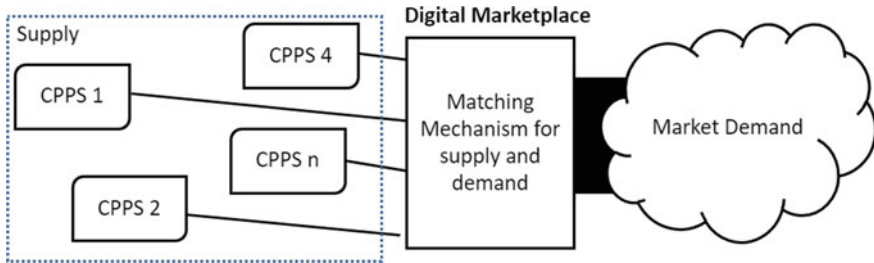 Digital Marketplace
Supply
CPPS 4
CPPS 1
CPPS n
CPPS 2
Matching
Mechanism for
supply and
demand
Market Demand